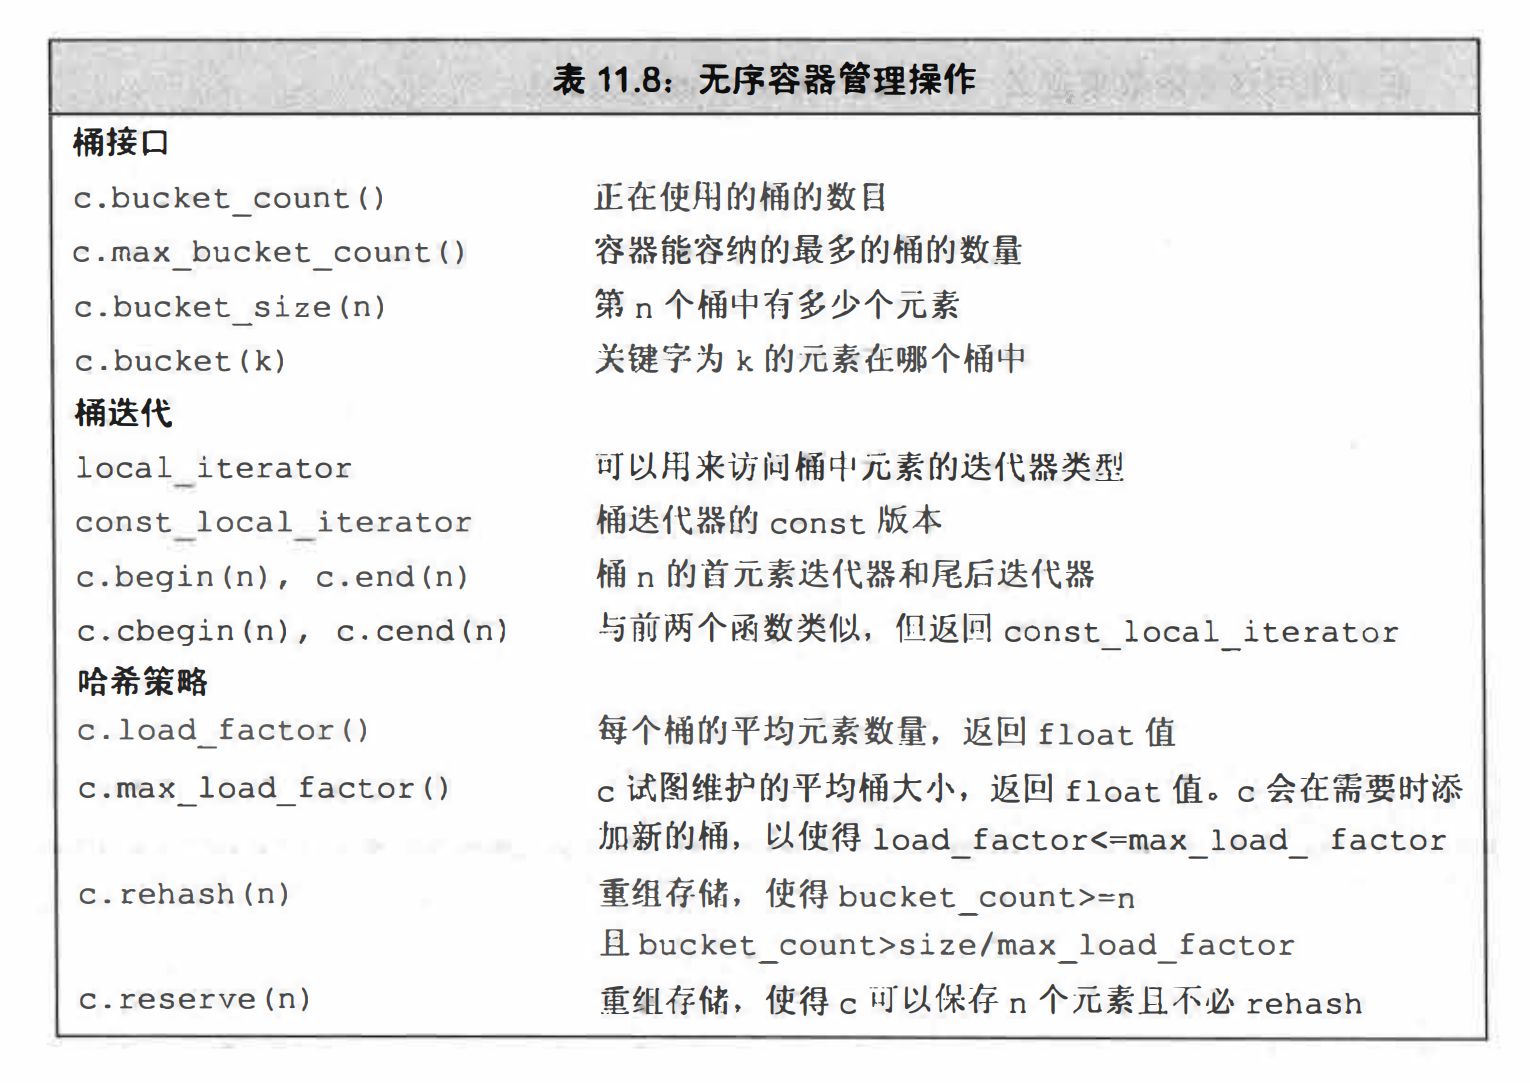 表 11.8：无序容器管理操作
桶接口
c.bucket_count() 正在使用的桶的数目
c.max_bucket_count() 容器能容纳的最多的桶的数量
c.bucket_size(n) 第 n 个桶中有多少个元素
c.bucket(k) 关键字为 k 的元素在哪个桶中
桶迭代
local_iterator 可以用来访问桶中元素的迭代器类型
const_local_iterator 桶迭代器的 const 版本
c.begin(n), c.end(n) 桶 n 的首元素迭代器和尾后迭代器
c.cbegin(n), c.cend(n) 与前两个函数类似，但返回 const_local_iterator
哈希策略
c.load_factor() 每个桶的平均元素数量，返回 float 值
c.max_load_factor() c 试图维护的平均桶大小，返回 float 值。c 会在需要时添
加新的桶，以使得 load_factor<=max_load_ factor
c.rehash(n) 重组存储，使得 bucket_count>=n
且 bucket_count>size/max_load_factor
c.reserve(n) 重组存储，使得 c 可以保存 n 个元素且不必 rehash